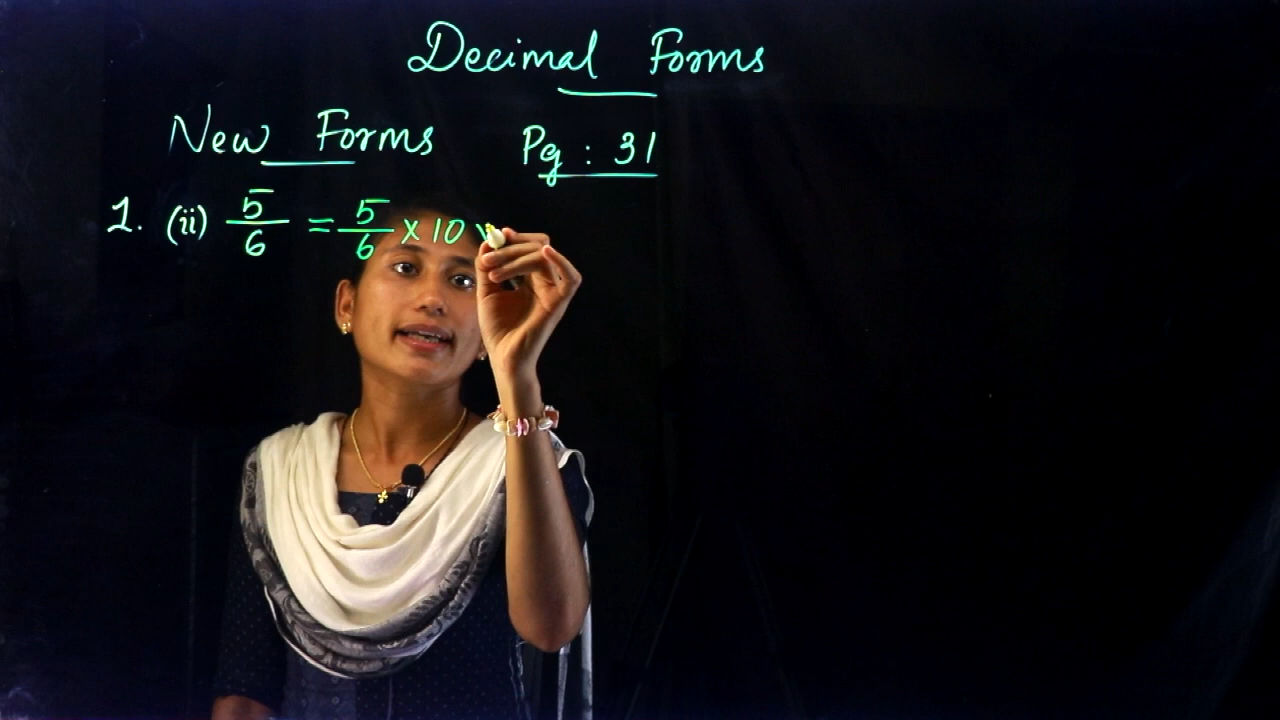 Decimal Forms
New Forms Pg : 31
1. (ii) 5/6 = 5/6 × 10